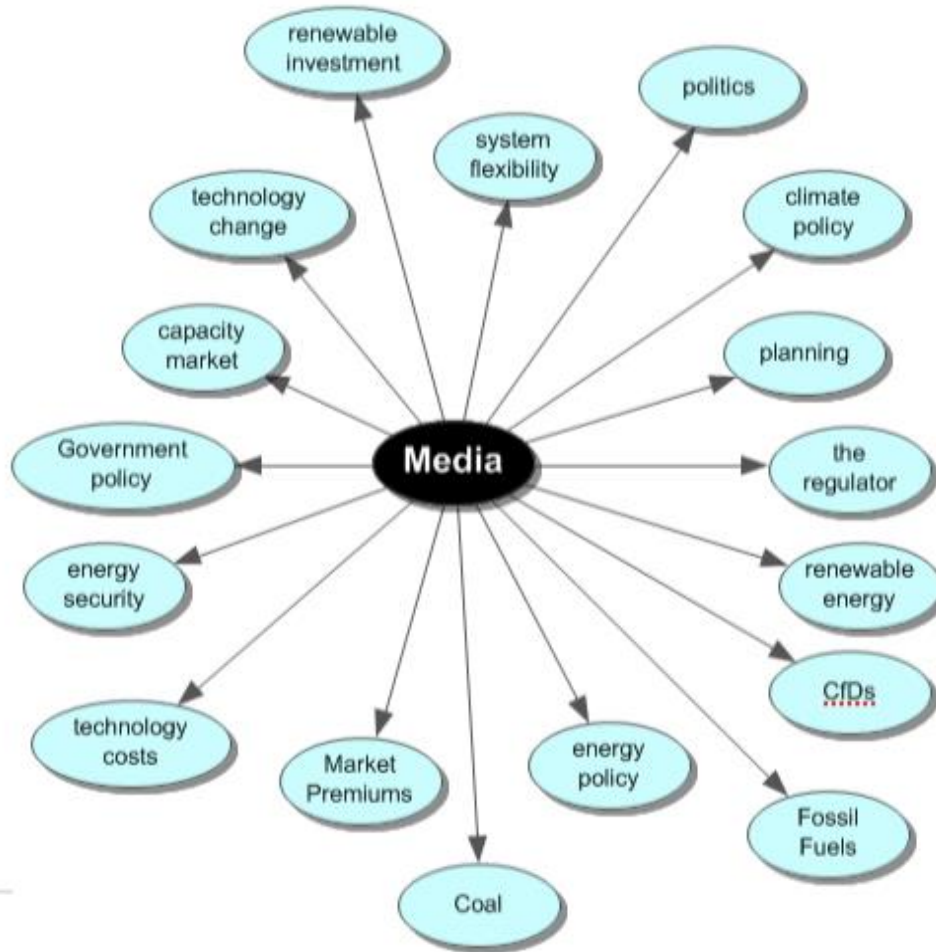 renewable
investment
politics
system
flexibility
technology
change
climate
policy
capacity
market
planning
Government
policy
Media
the
regulator
energy
security
renewable
energy
CfDs
technology
costs
Market
Premiums
energy
policy
Fossil
Fuels
Coal